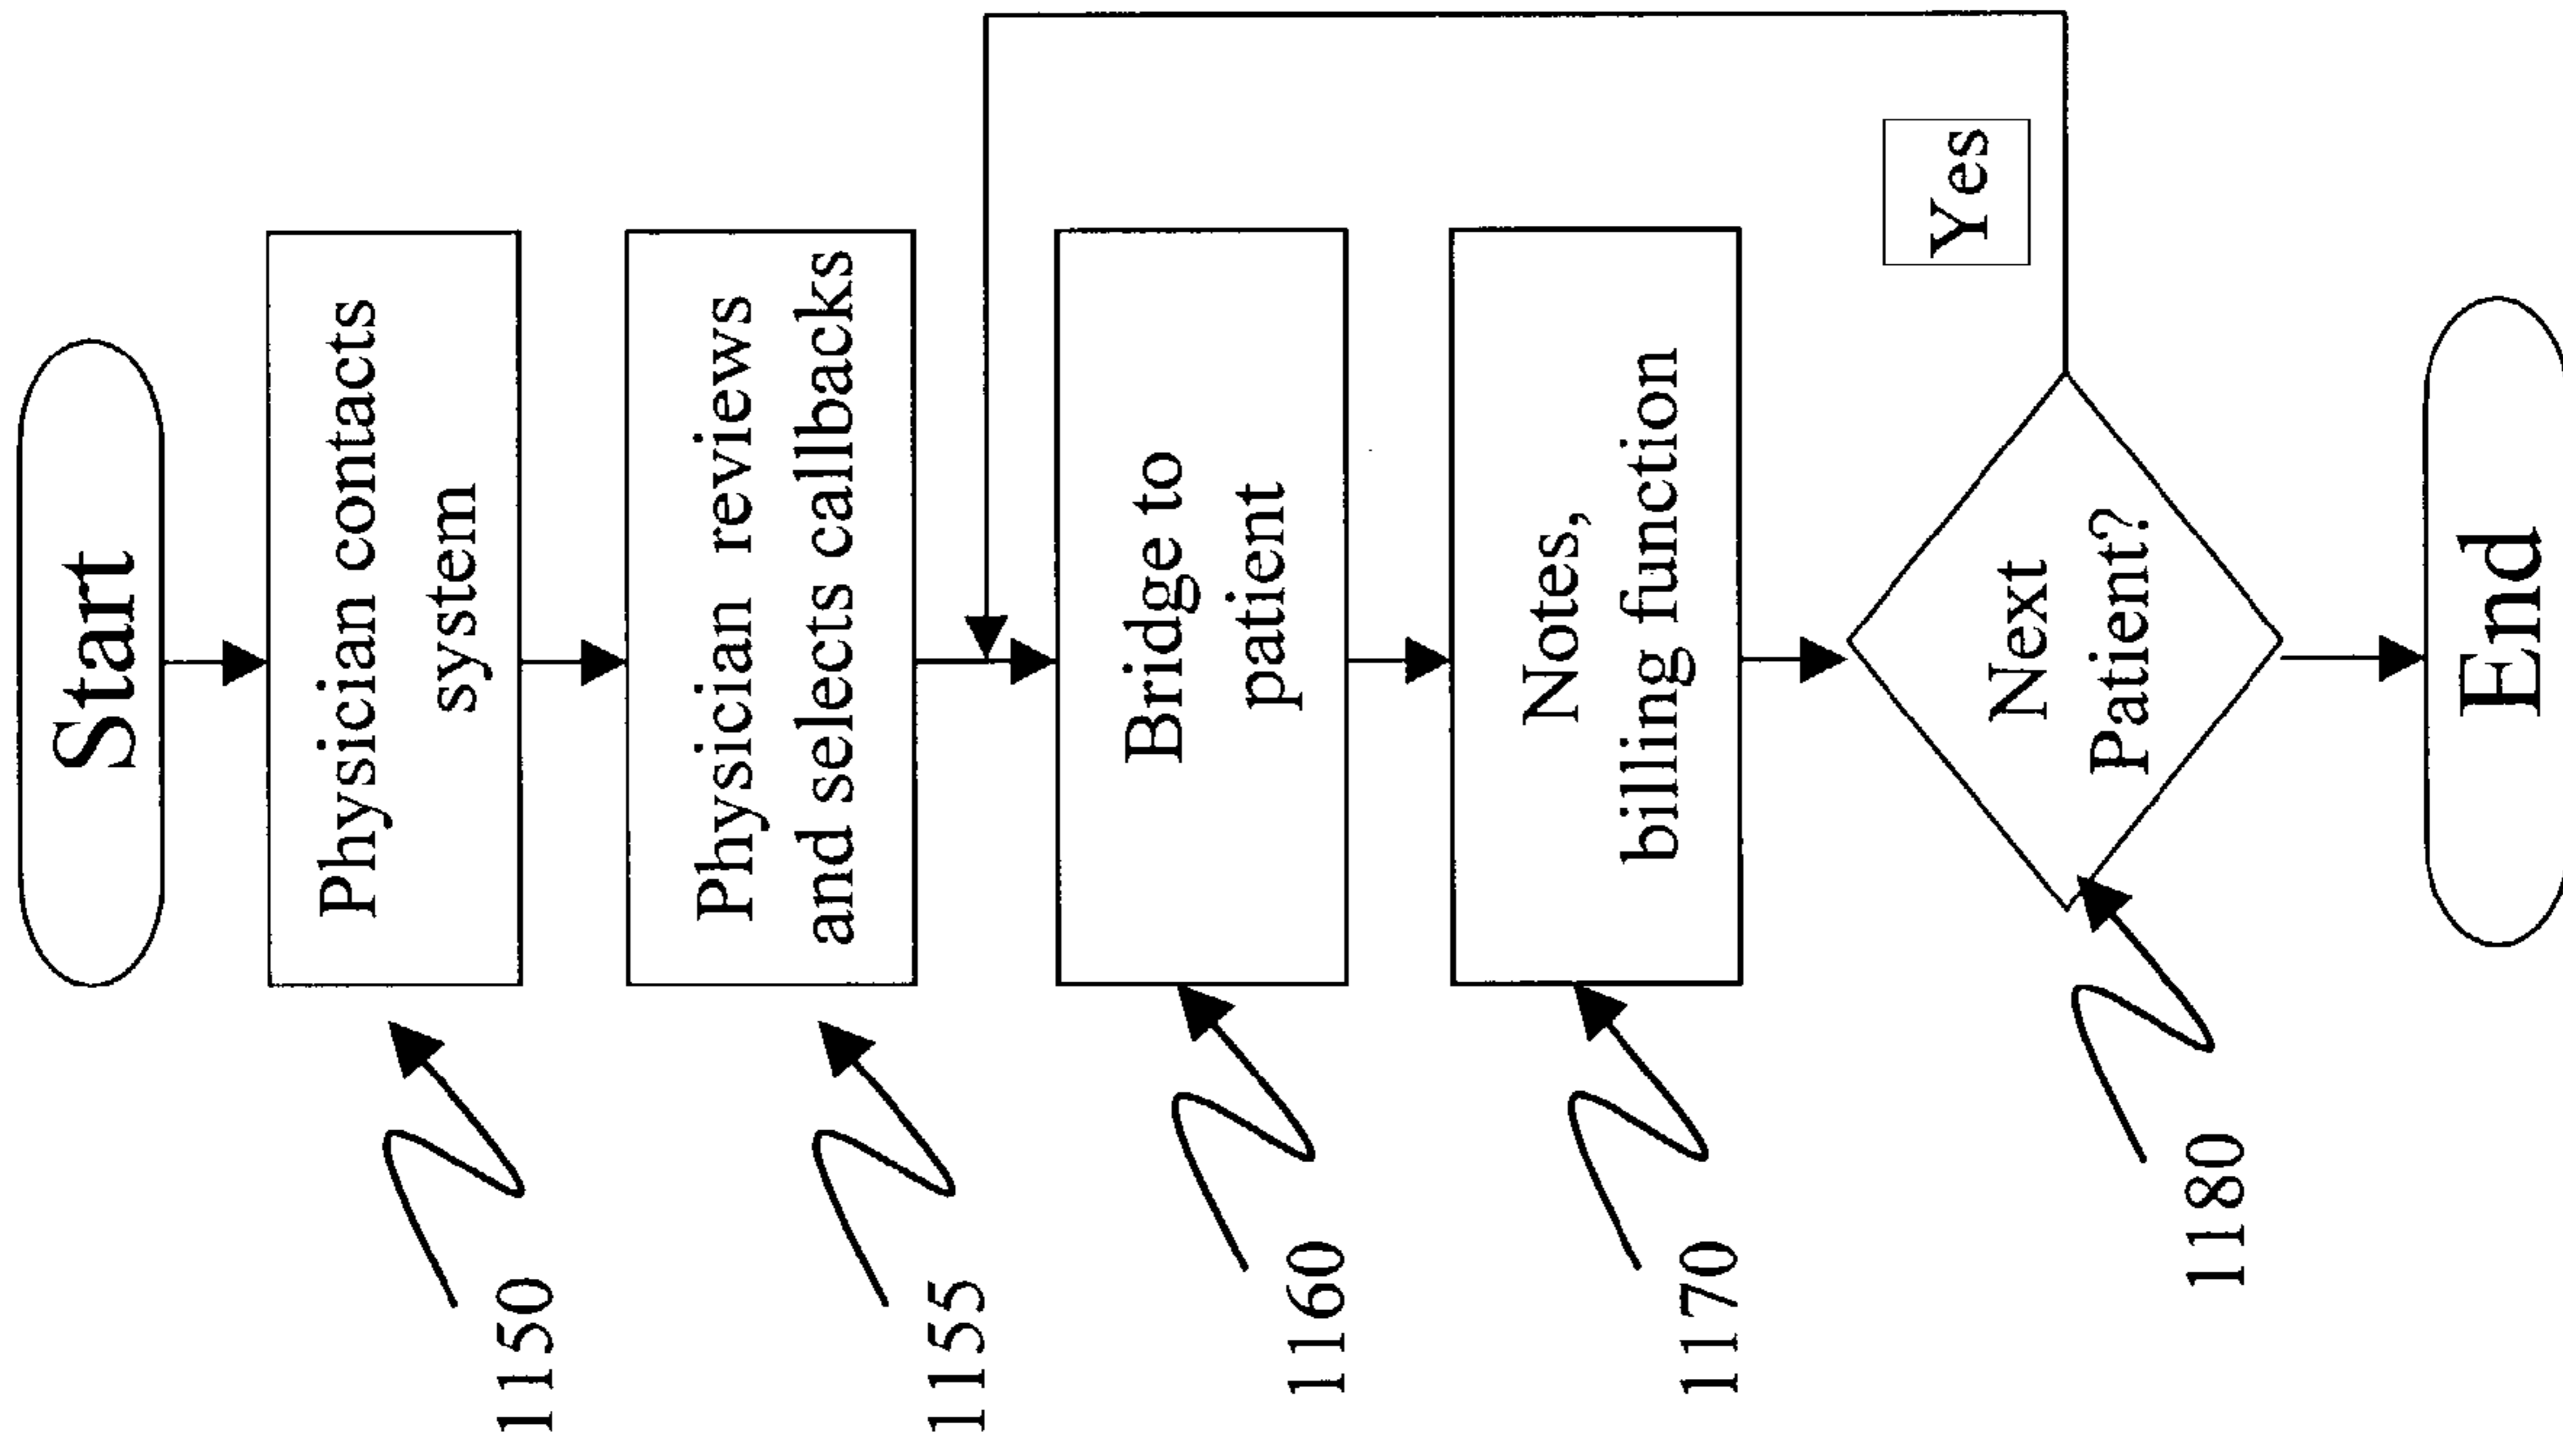 Start
Physician contacts
system
1150
Physician reviews
and selects callbacks
1155
Bridge to
patient
1160
Notes,
billing function
1170
Next
Patient?
Yes
1180
End